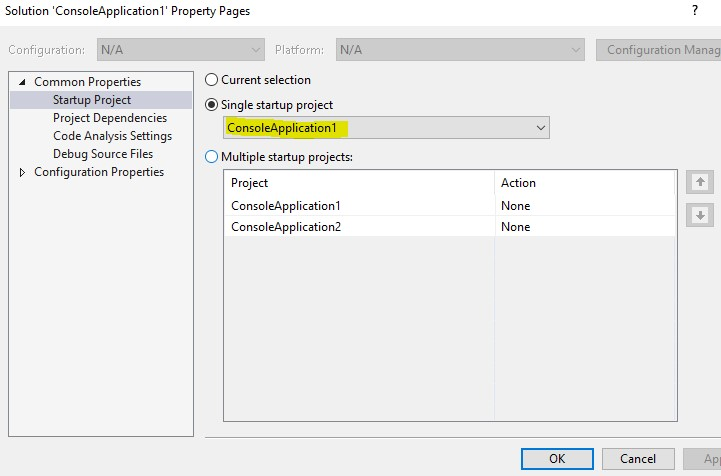 Solution 'ConsoleApplication1' Property Pages ?
Configuration: N/A Platform: N/A Configuration Manag
Common Properties
Startup Project
Project Dependencies
Code Analysis Settings
Debug Source Files
Configuration Properties
Current selection
Single startup project
ConsoleApplication1
Multiple startup projects:
Project Action
ConsoleApplication1 None
ConsoleApplication2 None
OK Cancel Ap